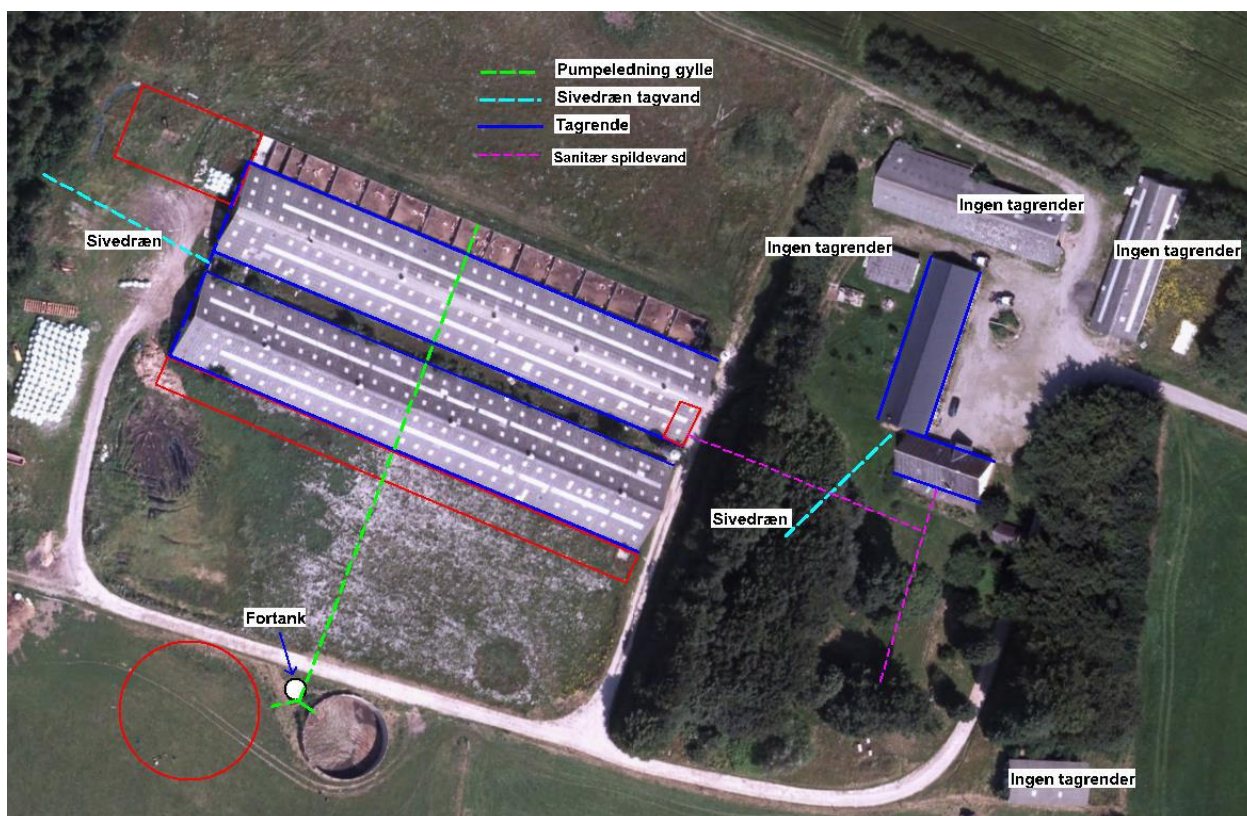 Pumpeledning gylle
Sivedræn tagvand
Tagrende
Sanitær spildevand
Ingen tagrender
Sivedræn
Ingen tagrender
Ingen tagrender
Sivedræn
Fortank
Ingen tagrender